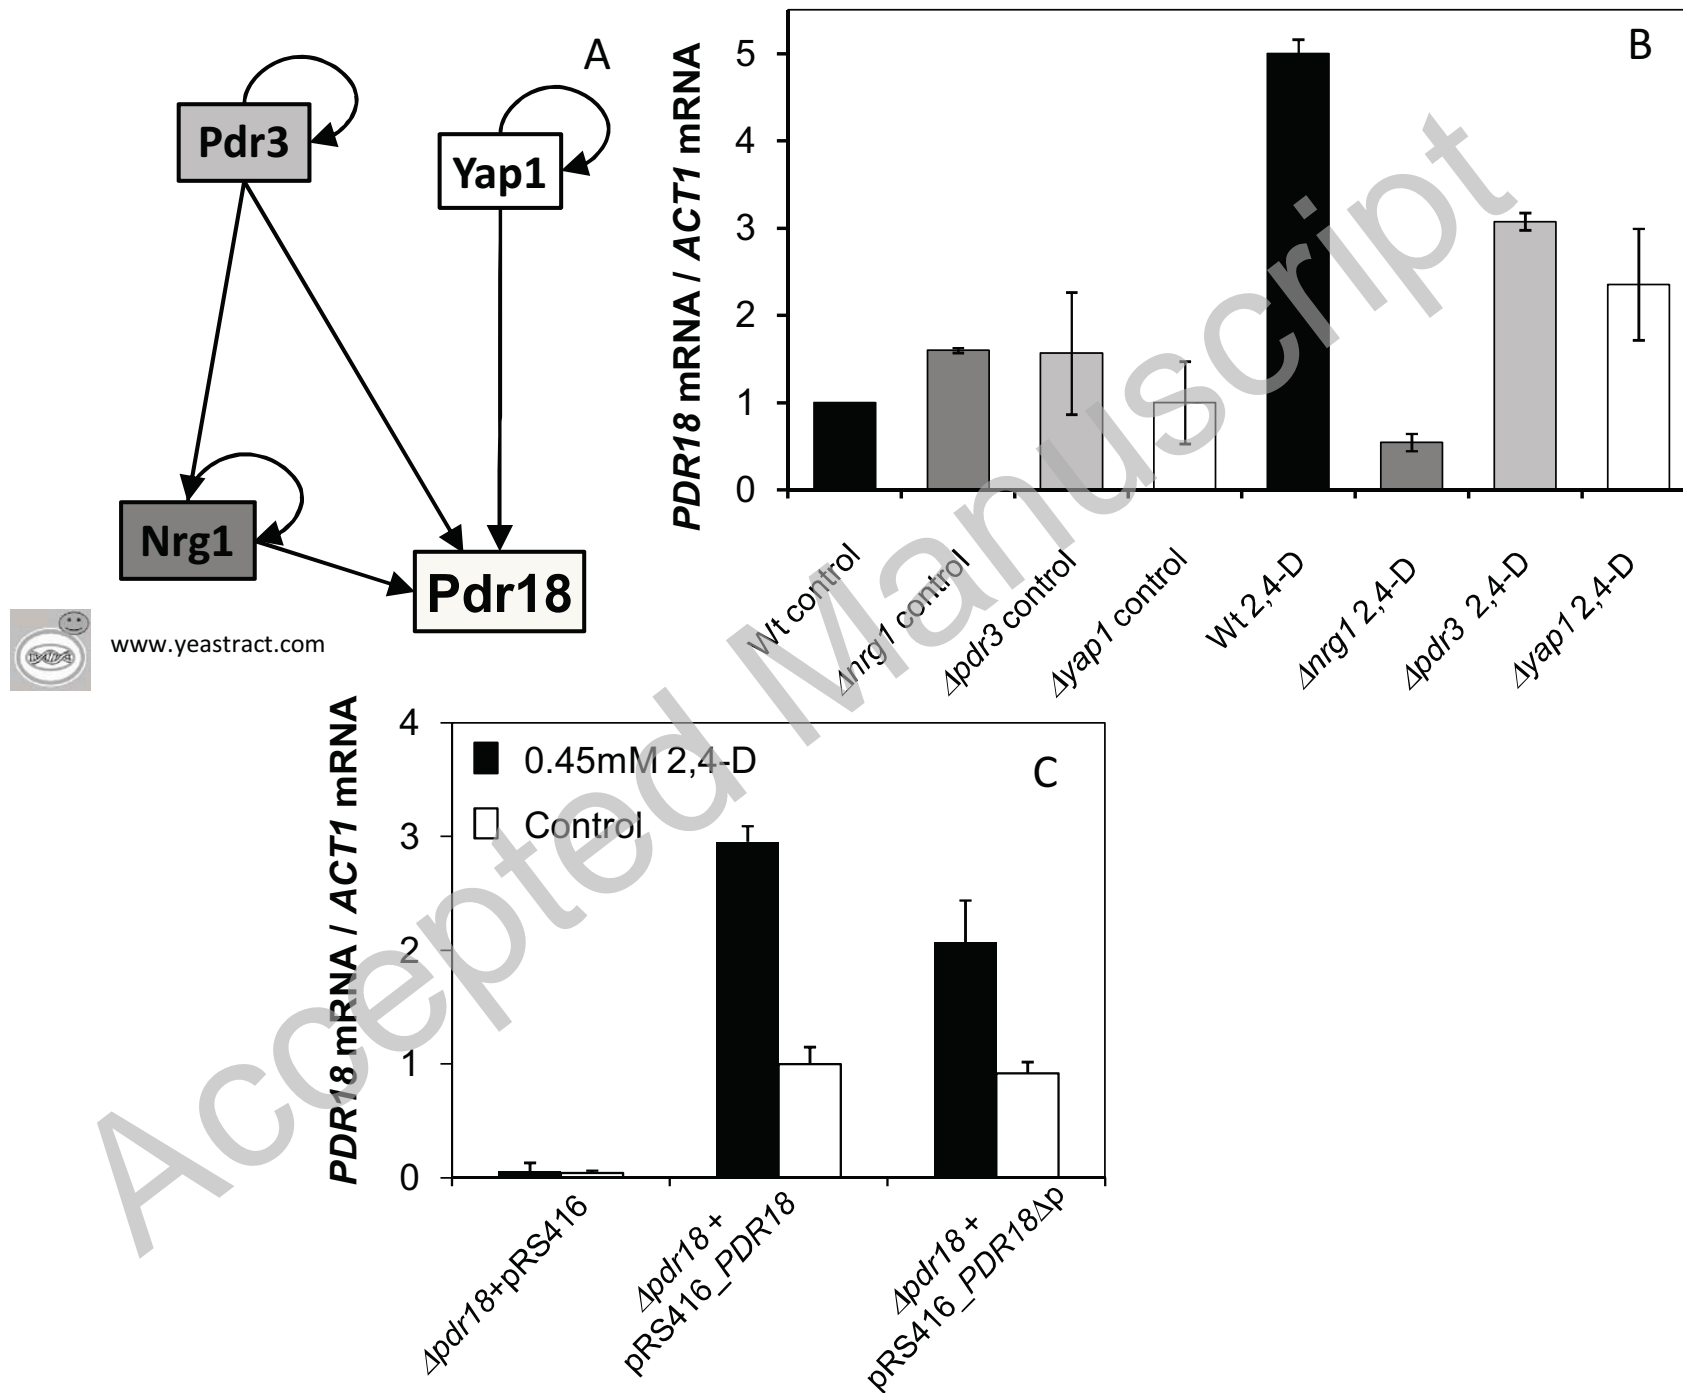 A
Pdr3
Yap1
Nrg1
Pdr18
www.yeastract.com
B
PDR18 mRNA / ACT1 mRNA
5
4
3
2
1
0
Wt control
Δnrg1 control
Δpdr3 control
Δyap1 control
Wt 2,4-D
Δnrg1 2,4-D
Δpdr3 2,4-D
Δyap1 2,4-D
C
PDR18 mRNA / ACT1 mRNA
4
3
2
1
0
0.45mM 2,4-D
Control
Δpdr18+pRS416
Δpdr18 +
pRS416_PDR18
Δpdr18 +
pRS416_PDR18Δp
Accepted Manuscript